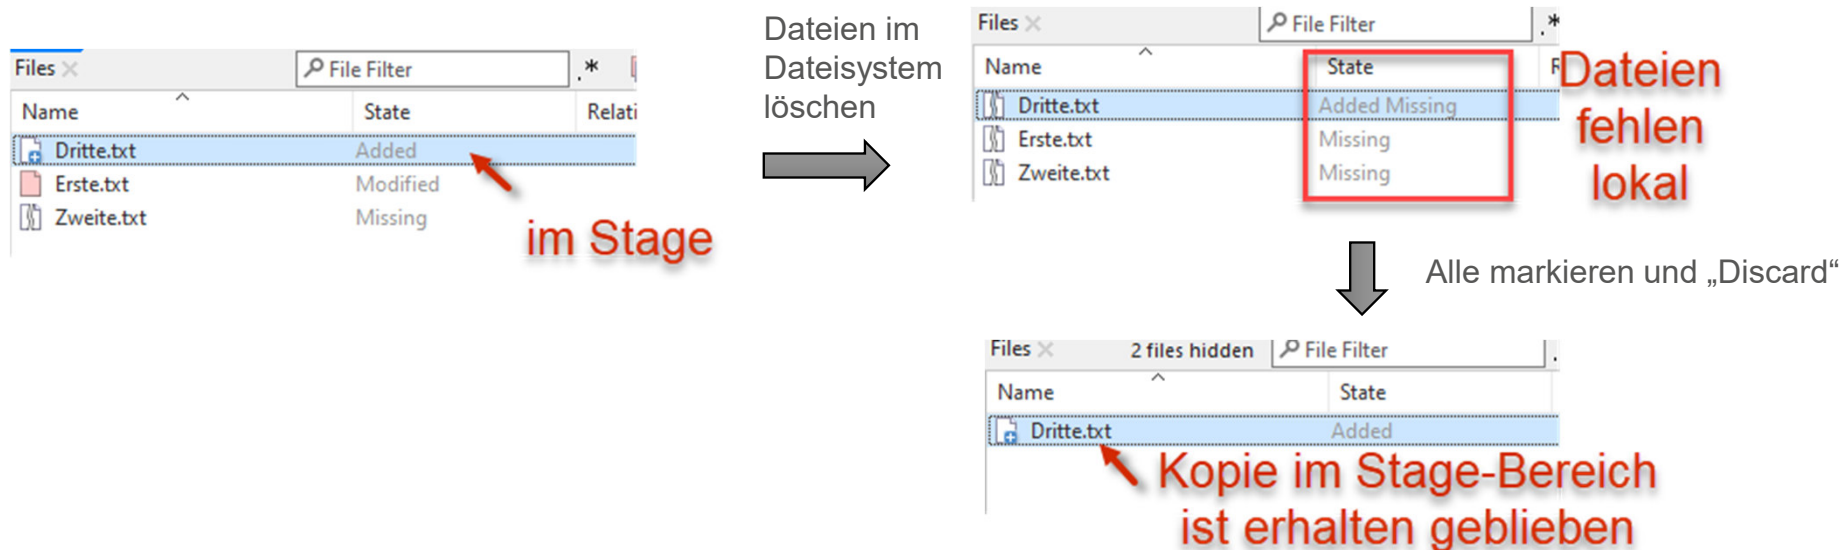 Files
File Filter
.*
Name
State
Relati
Dritte.txt
Added
Erste.txt
Modified
Zweite.txt
Missing
im Stage
Dateien im
Dateisystem
löschen
Files
File Filter
.*
Name
State
R
Dritte.txt
Added Missing
Erste.txt
Missing
Zweite.txt
Missing
Dateien
fehlen
lokal
Alle markieren und „Discard“
Files
2 files hidden
File Filter
.
Name
State
Dritte.txt
Added
Kopie im Stage-Bereich
ist erhalten geblieben